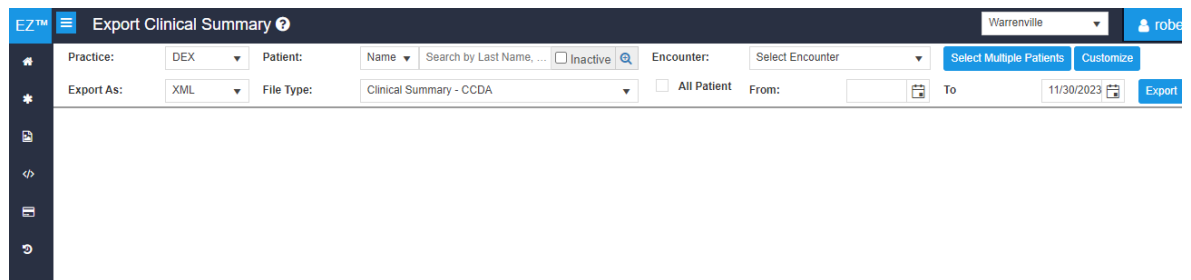 EZ™ Export Clinical Summary ? Warrenville robe
Practice: DEX Patient: Name Search by Last Name, ... Inactive Encounter: Select Encounter Select Multiple Patients Customize
Export As: XML File Type: Clinical Summary - CCDA All Patient From: To 11/30/2023 Export